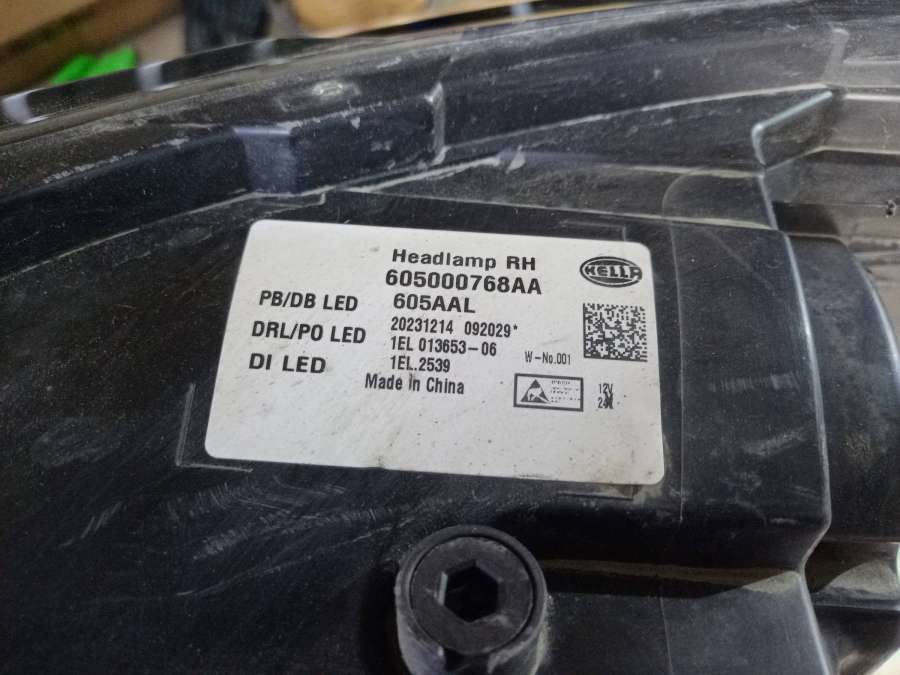 Headlamp RH
HELLA
605000768AA
PB/DB LED 605AAL
DRL/PO LED 20231214 092029*
1EL 013653-06
W-No.001
DI LED 1EL.2539
Made in China
12V